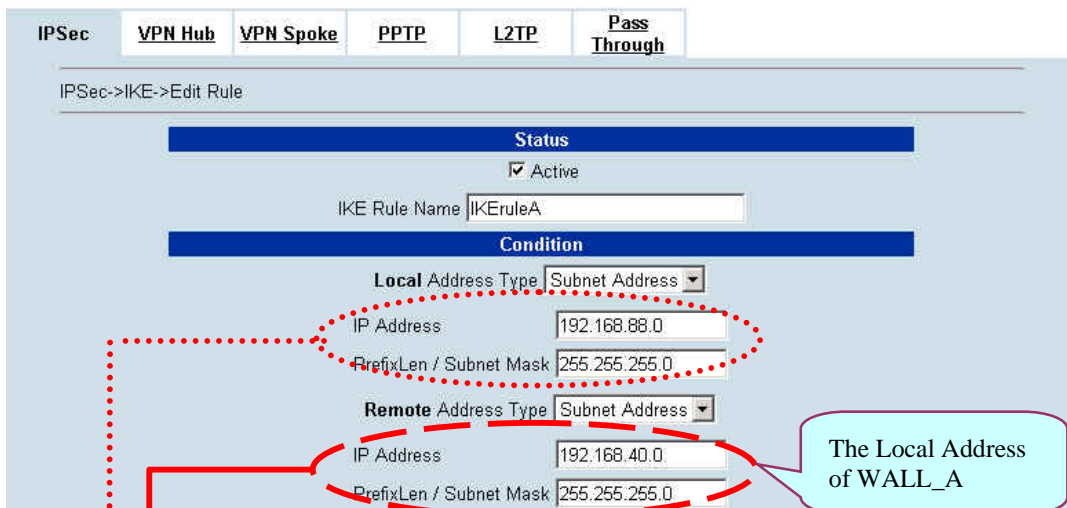 IPSec VPN Hub VPN Spoke PPTP L2TP Pass Through
IPSec->IKE->Edit Rule
Status
Active
IKE Rule Name IKEruleA
Condition
Local Address Type Subnet Address
IP Address 192.168.88.0
PrefixLen / Subnet Mask 255.255.255.0
Remote Address Type Subnet Address
IP Address 192.168.40.0
PrefixLen / Subnet Mask 255.255.255.0
The Local Address
of WALL_A